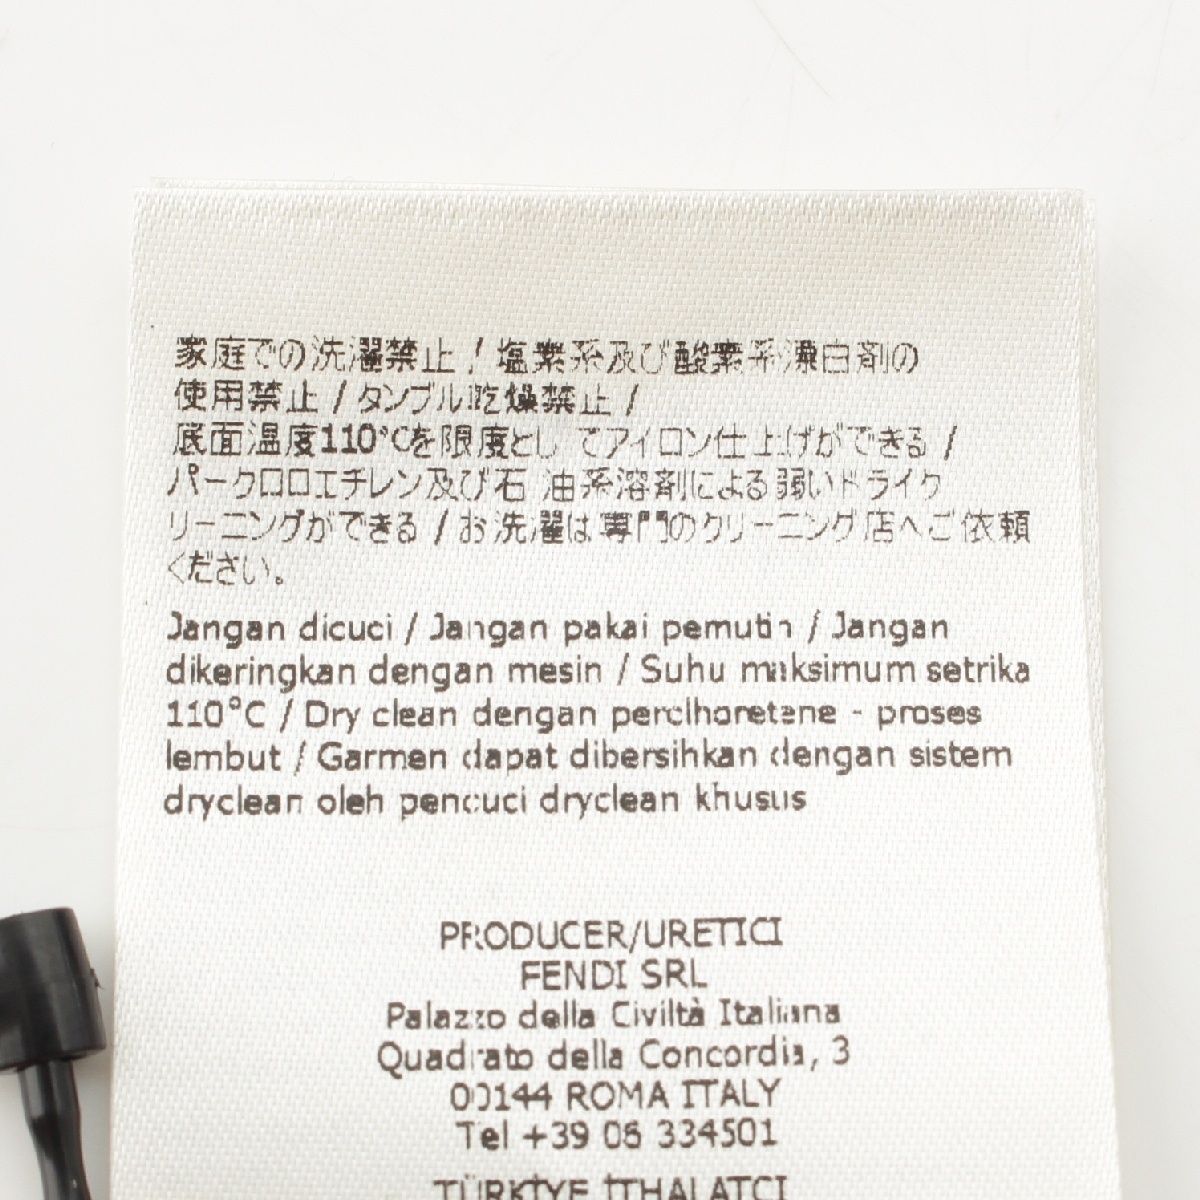 家庭での洗濯禁止 / 塩素系及び酸素系漂白剤の
使用禁止 / タンブル乾燥禁止 /
底面温度110°Cを限度としてアイロン仕上げができる /
パークロロエチレン及び石油系溶剤による弱いドライク
リーニングができる / お洗濯は専門のクリーニング店へご依頼
ください。
Jangan dicuci / Jangan pakai pemutih / Jangan
dikeringkan dengan mesin / Suhu maksimum setrika
110°C / Dry clean dengan perclhoretene - proses
lembut / Garmen dapat dibersihkan dengan sistem
dryclean oleh pencuci dryclean khusus
PRODUCER/URETICI
FENDI SRL
Palazzo della Civiltà Italiana
Quadrato della Concordia, 3
00144 ROMA ITALY
Tel +39 06 334501
TÜRKİYE İTHALATCI